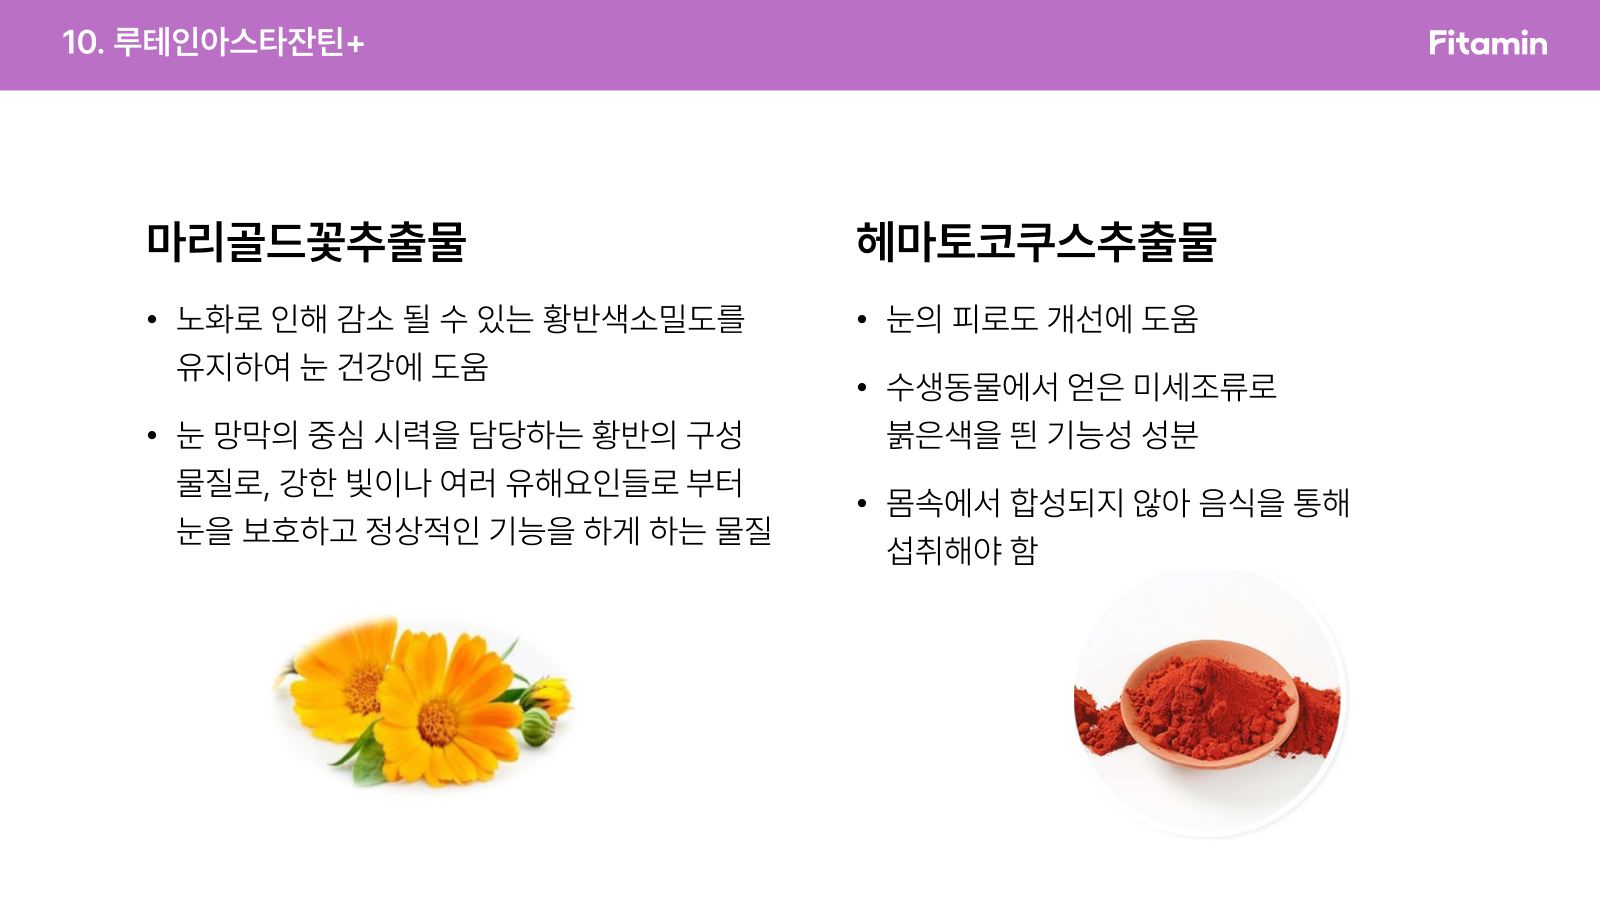 10. 루테인아스타잔틴+
Fitamin
마리골드꽃추출물
• 노화로 인해 감소 될 수 있는 황반색소밀도를
유지하여 눈 건강에 도움
• 눈 망막의 중심 시력을 담당하는 황반의 구성
물질로, 강한 빛이나 여러 유해요인들로 부터
눈을 보호하고 정상적인 기능을 하게 하는 물질
헤마토코쿠스추출물
• 눈의 피로도 개선에 도움
• 수생동물에서 얻은 미세조류로
붉은색을 띈 기능성 성분
• 몸속에서 합성되지 않아 음식을 통해
섭취해야 함